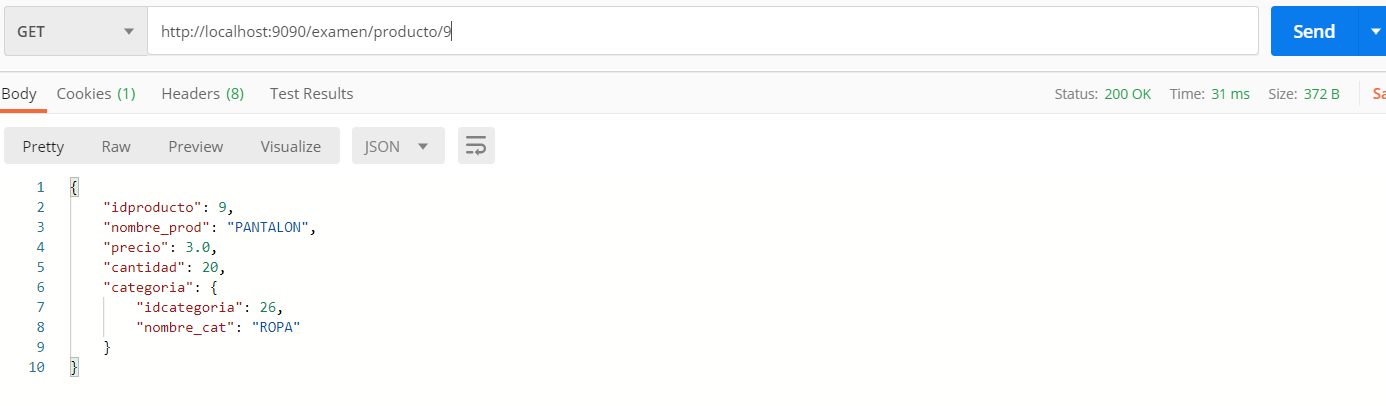 GET http://localhost:9090/examen/producto/9 Send
Body Cookies (1) Headers (8) Test Results Status: 200 OK Time: 31 ms Size: 372 B
Pretty Raw Preview Visualize JSON
1 {
2 "idproducto": 9,
3 "nombre_prod": "PANTALON",
4 "precio": 3.0,
5 "cantidad": 20,
6 "categoria": {
7 "idcategoria": 26,
8 "nombre_cat": "ROPA"
9 }
10 }